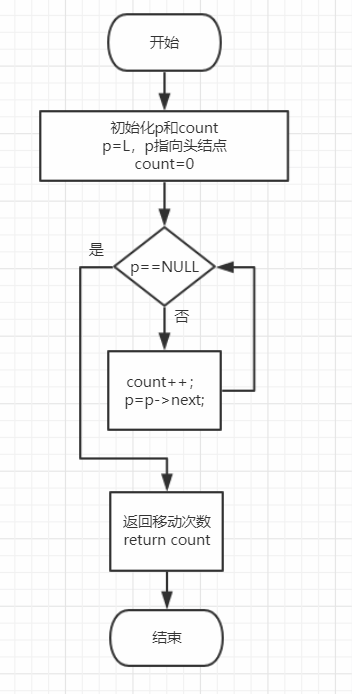 开始
初始化p和count
p=L，p指向头结点
count=0
是
p==NULL
否
count++；
p=p->next;
返回移动次数
return count
结束